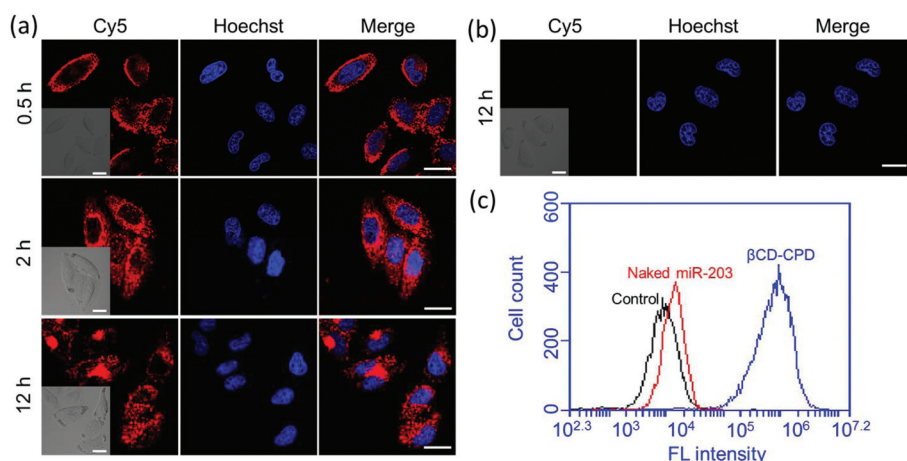 (a) Cy5 Hoechst Merge
0.5 h
2 h
12 h
(b) Cy5 Hoechst Merge
12 h
(c)
600
400
200
0
Cell count
Control
Naked miR-203
βCD-CPD
10^2.3 10^3 10^4 10^5 10^6 10^7.2
FL intensity